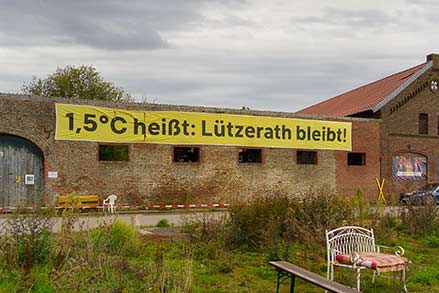 1,5°C heißt: Lützerath bleibt!